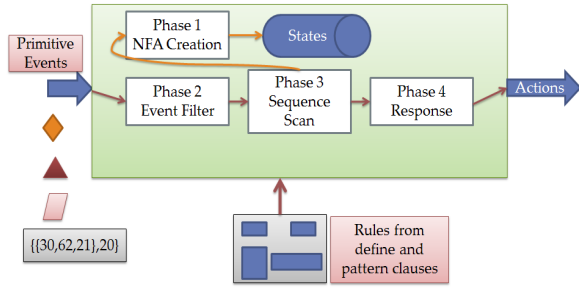 Primitive
Events
Phase 1
NFA Creation
States
Phase 2
Event Filter
Phase 3
Sequence
Scan
Phase 4
Response
Actions
{{30,62,21},20}
Rules from
define and
pattern clauses